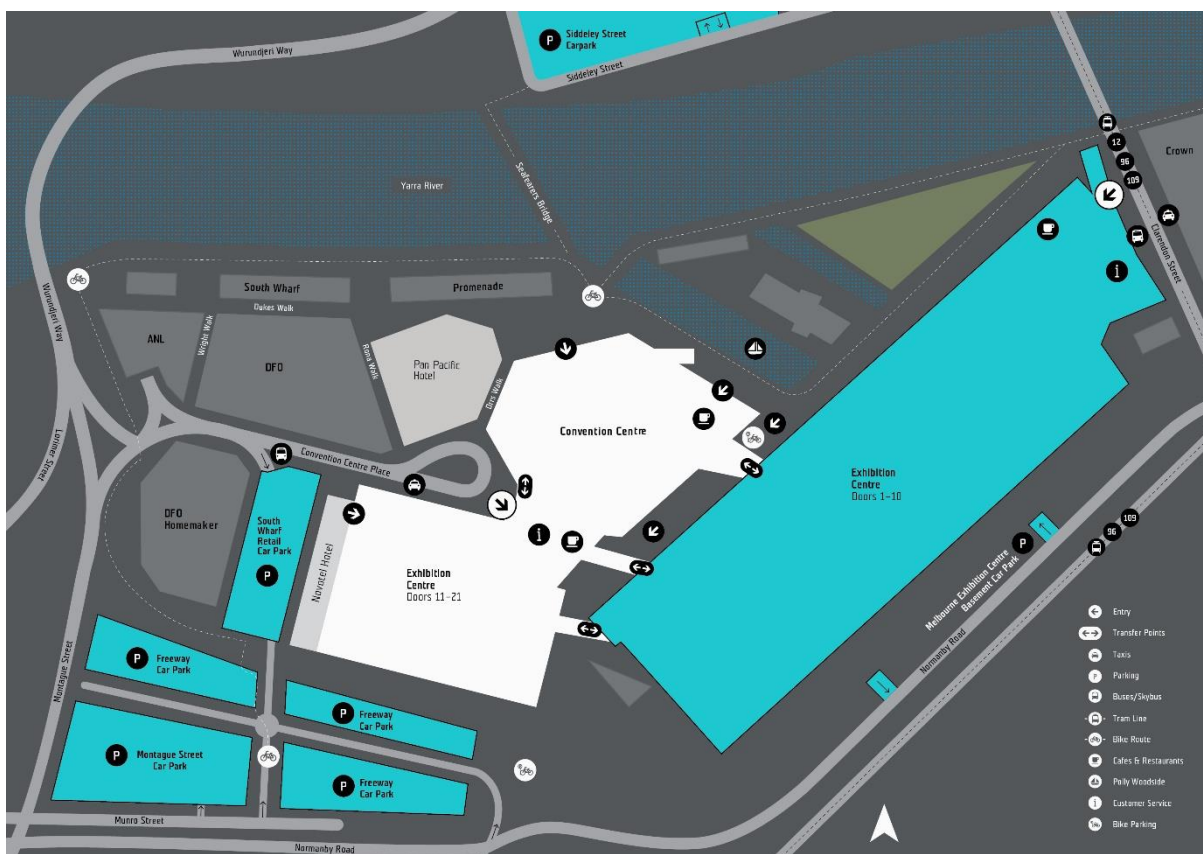 Wurundjeri Way
P
Siddeley Street
Carpark
Siddeley Street
Crown
12
96
109
Yarra River
Seafarers Bridge
Clarendon Street
i
South Wharf
Promenade
Dukes Walk
Wurundjeri Way
ANL
Wright Walk
DFO
Rona Walk
Pan Pacific
Hotel
Orrs Walk
Convention Centre
Lorimer Street
Convention Centre Place
Exhibition
Centre
Doors 1-10
DFO
Homemaker
South
Wharf
Retail
Car Park
P
Novotel Hotel
i
Exhibition
Centre
Doors 11-21
109
96
P
Melbourne Exhibition Centre
Basement Car Park
Normanby Road
Montague Street
P
Freeway
Car Park
P
Freeway
Car Park
P
Montague Street
Car Park
P
Freeway
Car Park
Munro Street
Normanby Road
Entry
Transfer Points
Taxis
P
Parking
Buses/Skybus
Tram Line
Bike Route
Cafes & Restaurants
Polly Woodside
i
Customer Service
Bike Parking